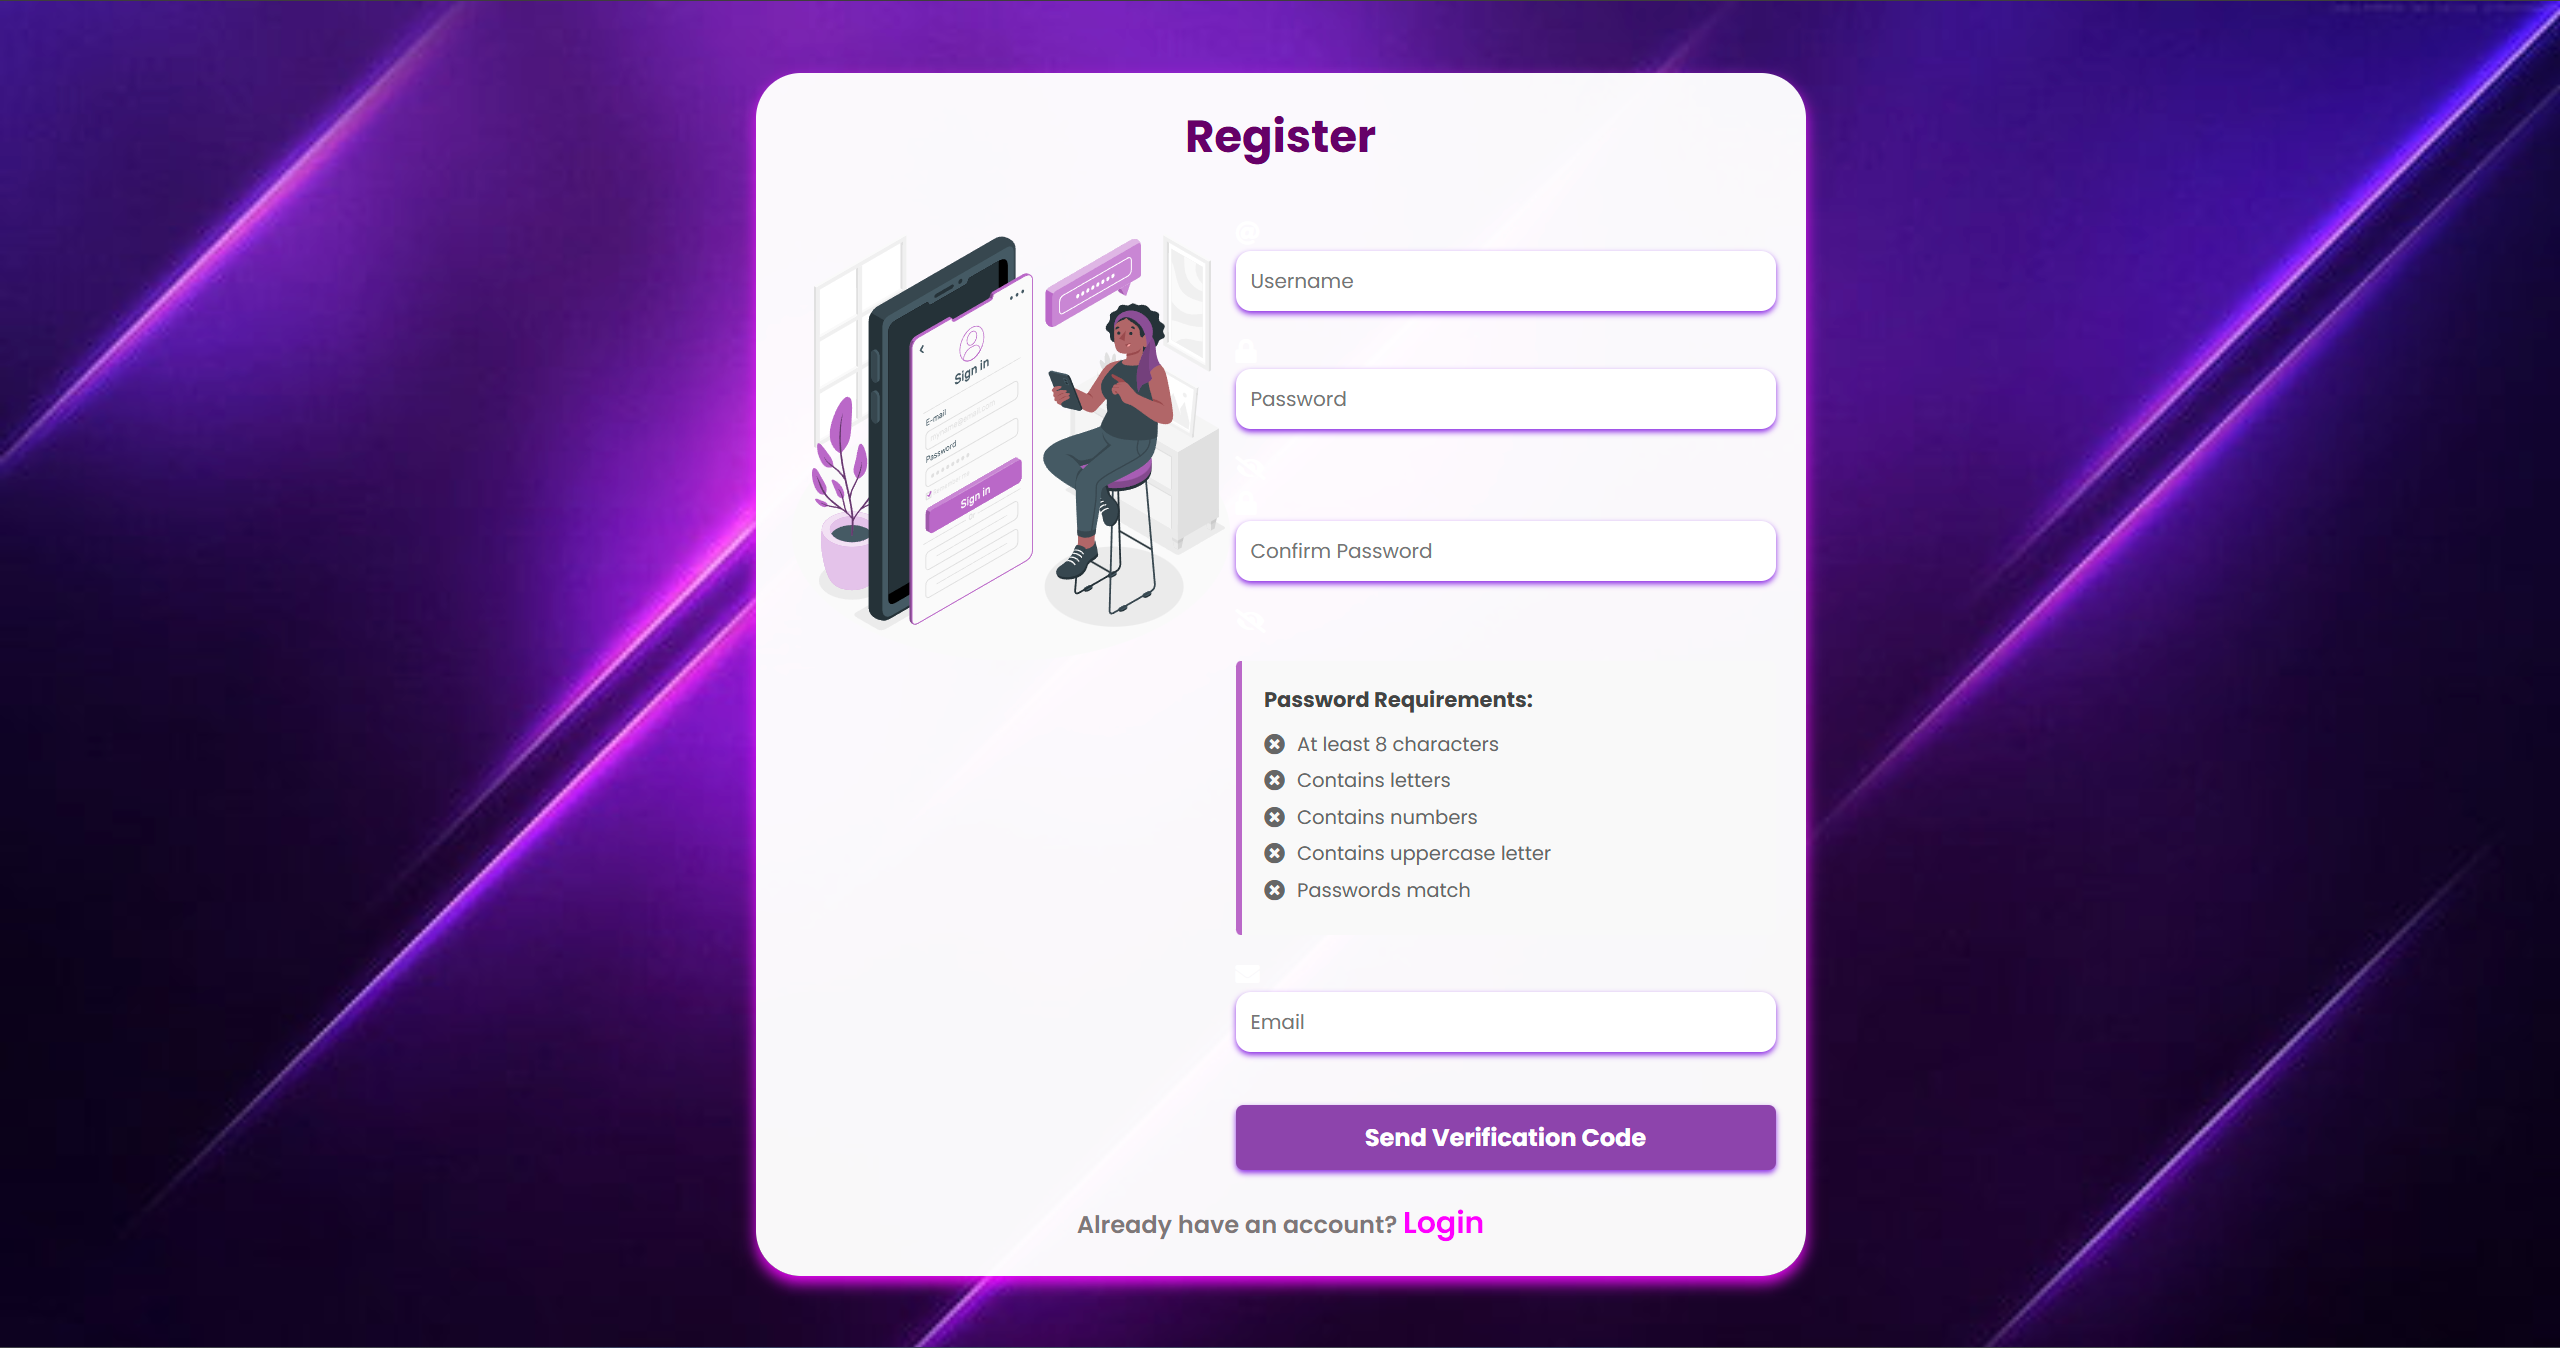 Register
Sign in
E-mail
Password
Sign in
Username
Password
Confirm Password
Password Requirements:
At least 8 characters
Contains letters
Contains numbers
Contains uppercase letter
Passwords match
Email
Send Verification Code
Already have an account? Login